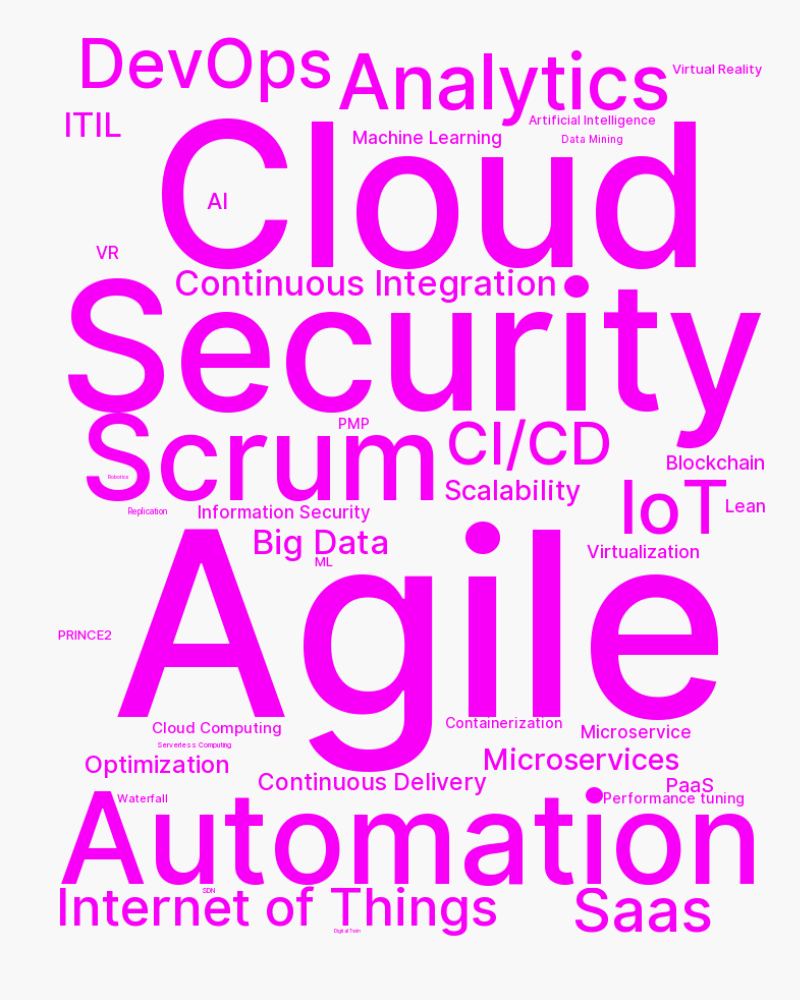 DevOps
Analytics
Virtual Reality
ITIL
Artificial Intelligence
Machine Learning
Data Mining
Cloud
AI
VR
Continuous Integration
Security
PMP
Scrum
CI/CD
Blockchain
Robotics
Scalability
IoT
Lean
Replication
Information Security
Big Data
Virtualization
ML
Agile
PRINCE2
Cloud Computing
Containerization
Microservice
Serverless Computing
Optimization
Microservices
Continuous Delivery
PaaS
Waterfall
Performance tuning
Automation
SDN
Internet of Things
Saas
Digital Twin